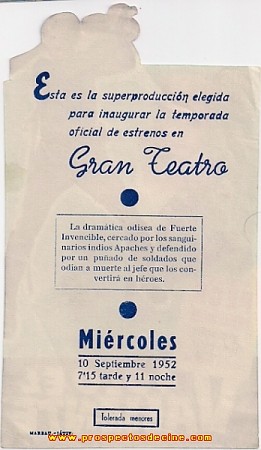 Esta es la superproducción elegida
para inaugurar la temporada
oficial de estrenos en
Gran Teatro
La dramática odisea de Fuerte
Invencible, cercado por los sangui-
narios indios Apaches y defendido
por un puñado de soldados que
odian a muerte al jefe que los con-
vertirá en héroes.
Miércoles
10 Septiembre 1952
7'15 tarde y 11 noche
Tolerada menores
www.prospectosdecine.com